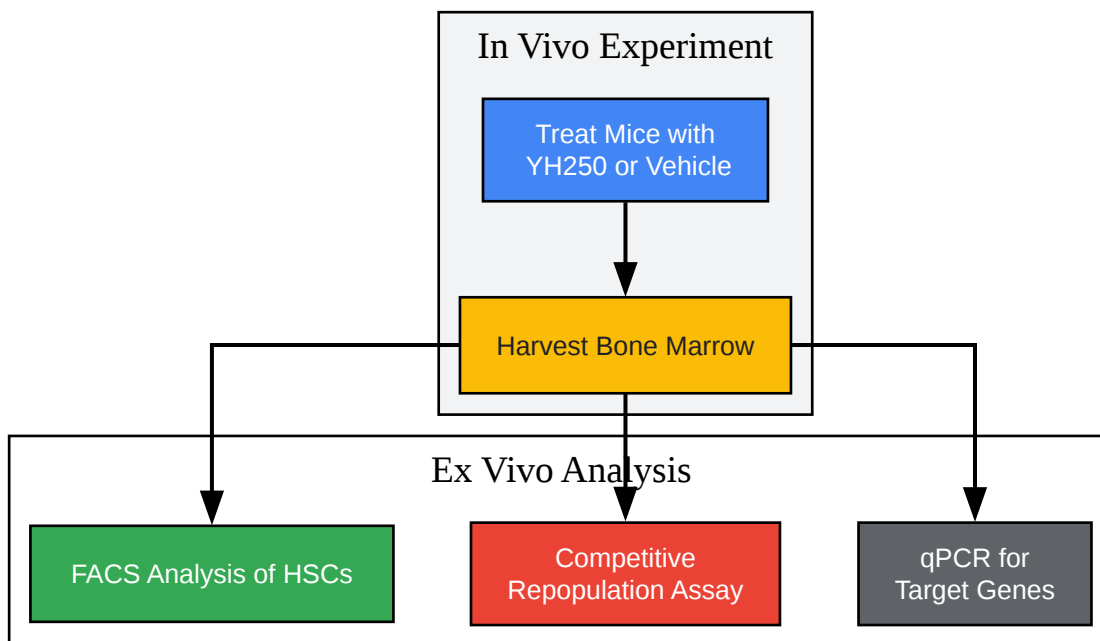 In Vivo Experiment
Treat Mice with
YH250 or Vehicle
Harvest Bone Marrow
Ex Vivo Analysis
FACS Analysis of HSCs
Competitive
Repopulation Assay
qPCR for
Target Genes